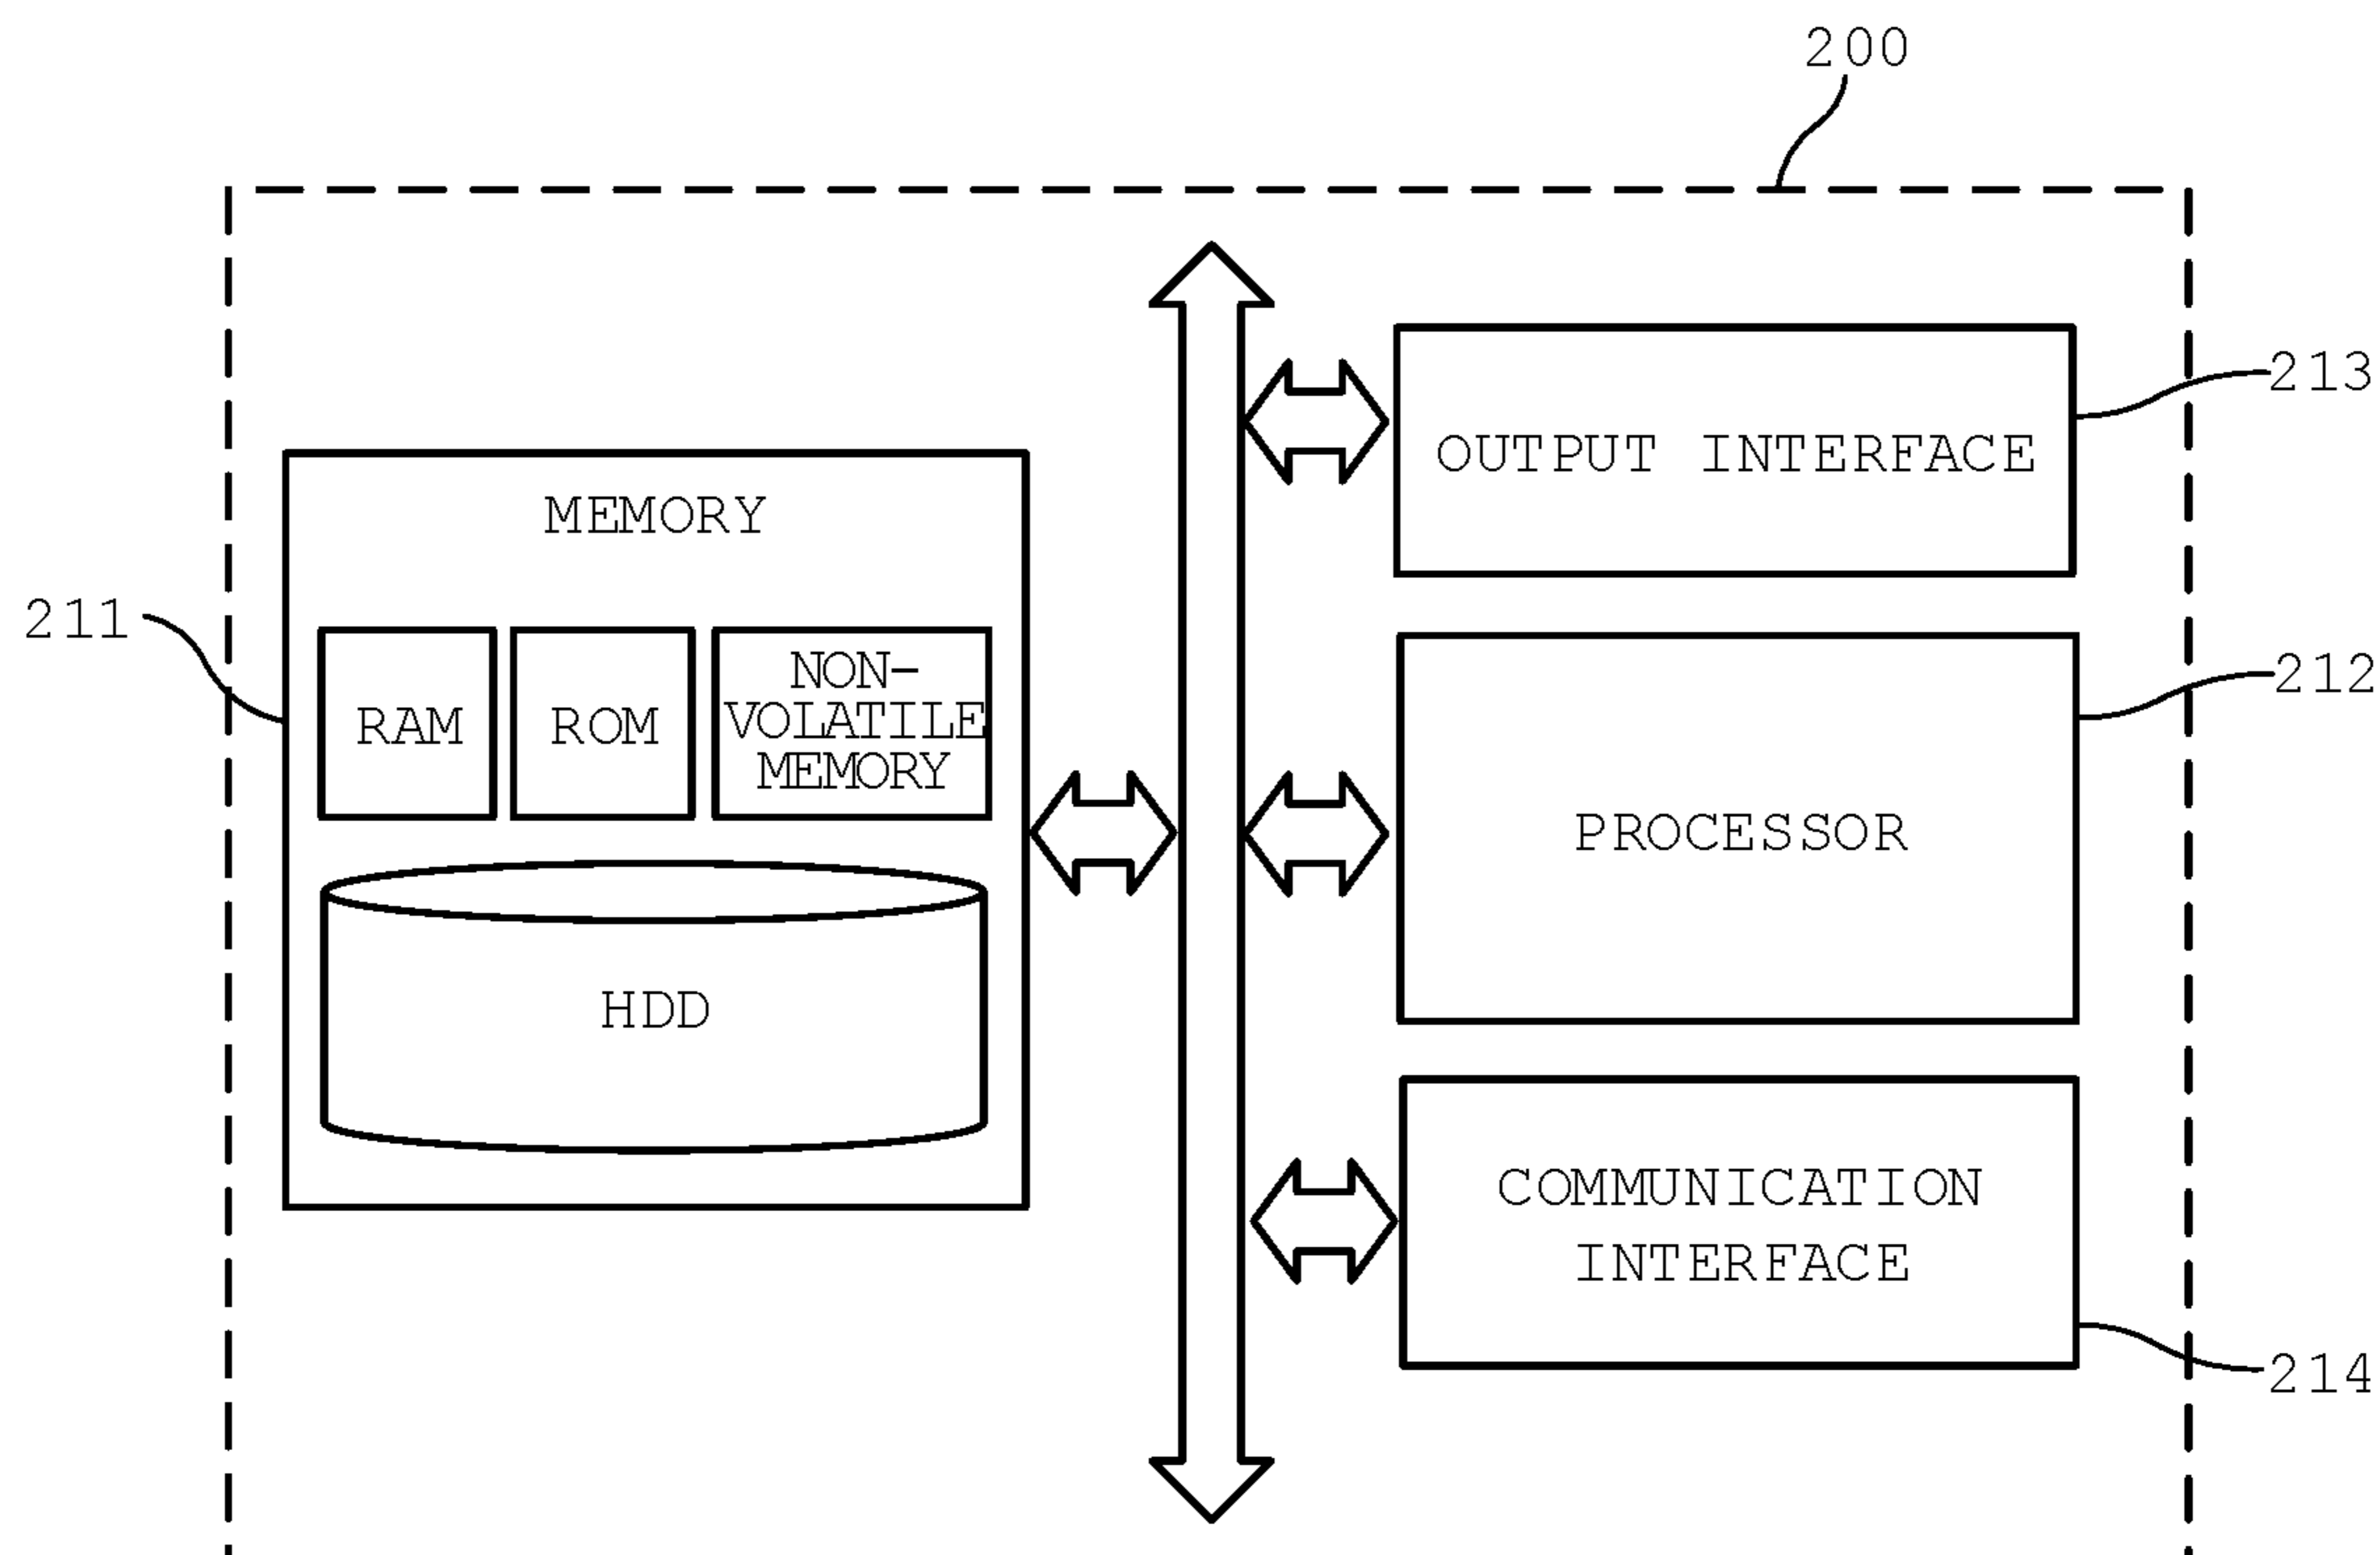 200
213
OUTPUT INTERFACE
MEMORY
211
212
NON-
VOLATILE
MEMORY
RAM
ROM
PROCESSOR
HDD
COMMUNICATION
INTERFACE
214